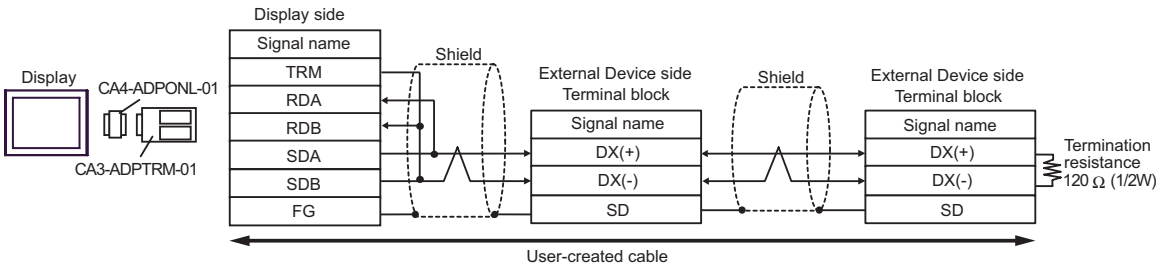 Display
CA4-ADPONL-01
CA3-ADPTRM-01
Display side
Signal name
TRM
RDA
RDB
SDA
SDB
FG
Shield
External Device side
Terminal block
Signal name
DX(+)
DX(-)
SD
Shield
External Device side
Terminal block
Signal name
DX(+)
DX(-)
SD
Termination
resistance
120 Ω (1/2W)
User-created cable